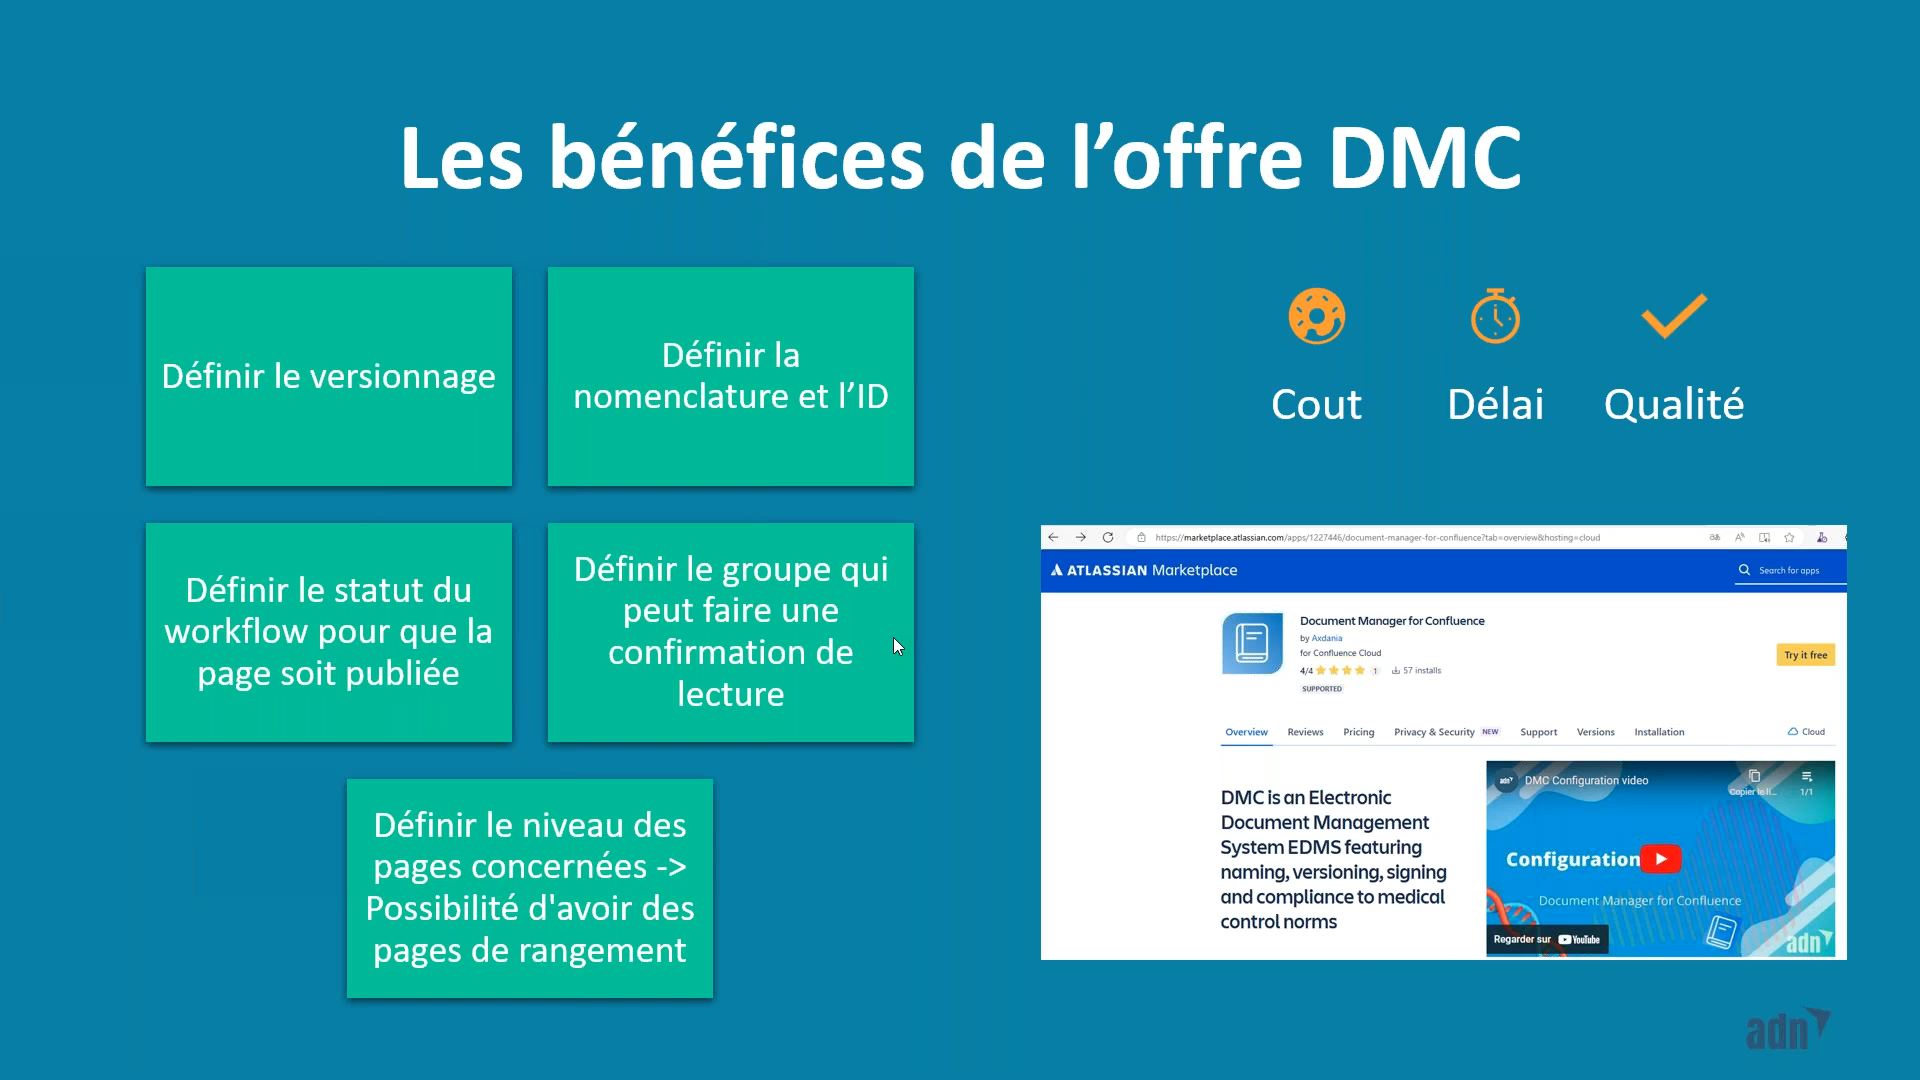 Les bénéfices de l’offre DMC
Définir le versionnage
Définir la
nomenclature et l’ID
Définir le statut du
workflow pour que la
page soit publiée
Définir le groupe qui
peut faire une
confirmation de
lecture
Définir le niveau des
pages concernées ->
Possibilité d'avoir des
pages de rangement
Cout
Délai
Qualité
https://marketplace.atlassian.com/apps/1227446/document-manager-for-confluence?tab=overview&hosting=cloud
ATLASSIAN Marketplace
Search for apps
Document Manager for Confluence
by Axdania
for Confluence Cloud
4/4 1 57 installs
SUPPORTED
Try it free
Overview Reviews Pricing Privacy & Security NEW Support Versions Installation Cloud
DMC is an Electronic
Document Management
System EDMS featuring
naming, versioning, signing
and compliance to medical
control norms
adn DMC Configuration video
Copier le li... 1/1
Configuration
Document Manager for Confluence
Regarder sur YouTube
adn
adn